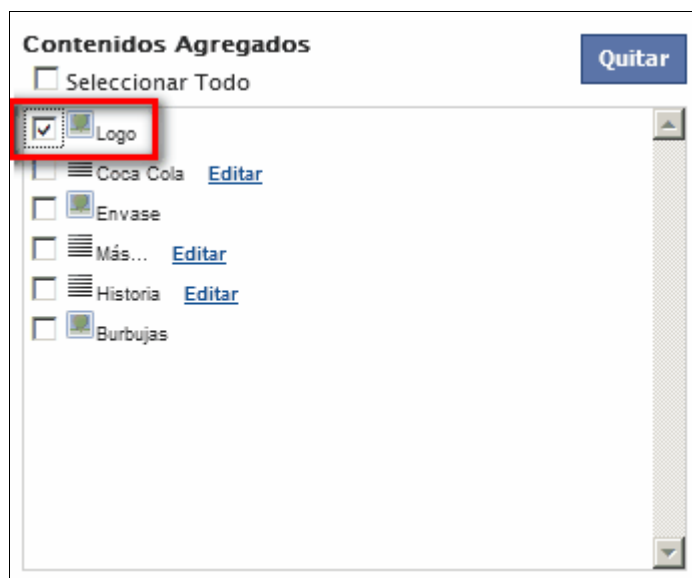 Contenidos Agregados
Quitar
Seleccionar Todo
Logo
Coca Cola Editar
Envase
Más... Editar
Historia Editar
Burbujas